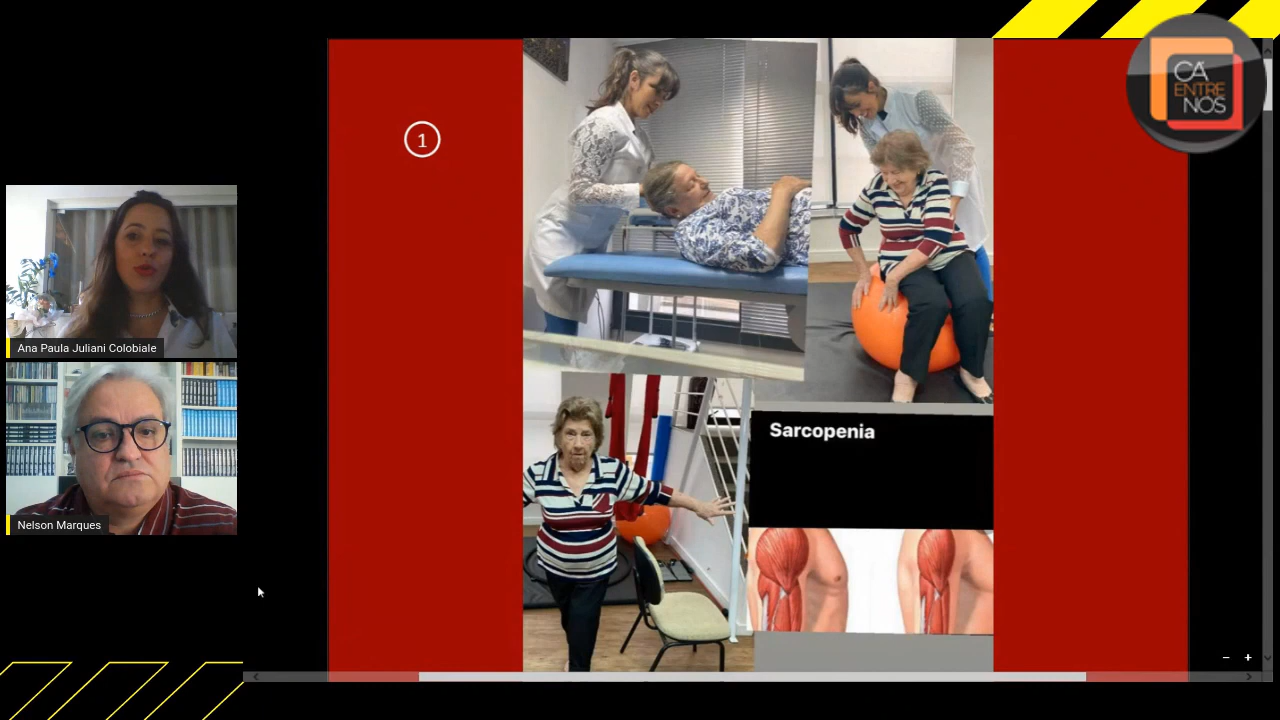 CÁ
ENTRE
NÓS
1
Ana Paula Juliani Colobiale
Nelson Marques
Sarcopenia